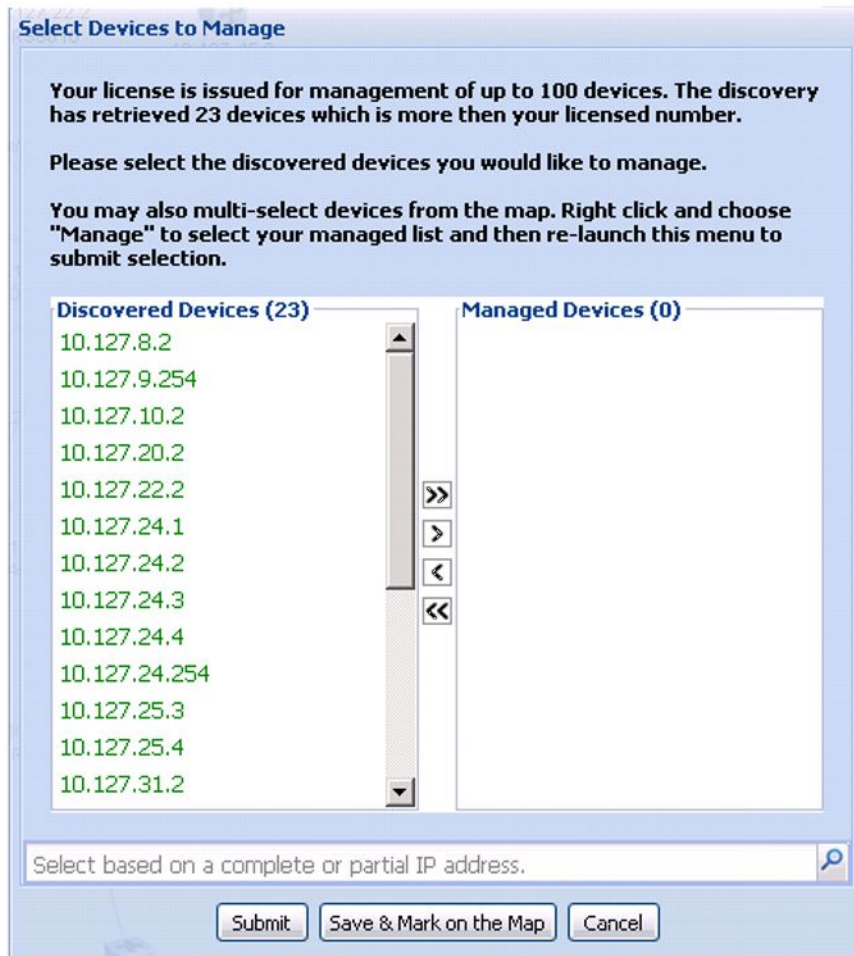 Select Devices to Manage
Your license is issued for management of up to 100 devices. The discovery
has retrieved 23 devices which is more then your licensed number.
Please select the discovered devices you would like to manage.
You may also multi-select devices from the map. Right click and choose
"Manage" to select your managed list and then re-launch this menu to
submit selection.
Discovered Devices (23)
Managed Devices (0)
10.127.8.2
10.127.9.254
10.127.10.2
10.127.20.2
10.127.22.2
10.127.24.1
10.127.24.2
10.127.24.3
10.127.24.4
10.127.24.254
10.127.25.3
10.127.25.4
10.127.31.2
>>
>
<
<<
Select based on a complete or partial IP address.
Submit
Save & Mark on the Map
Cancel